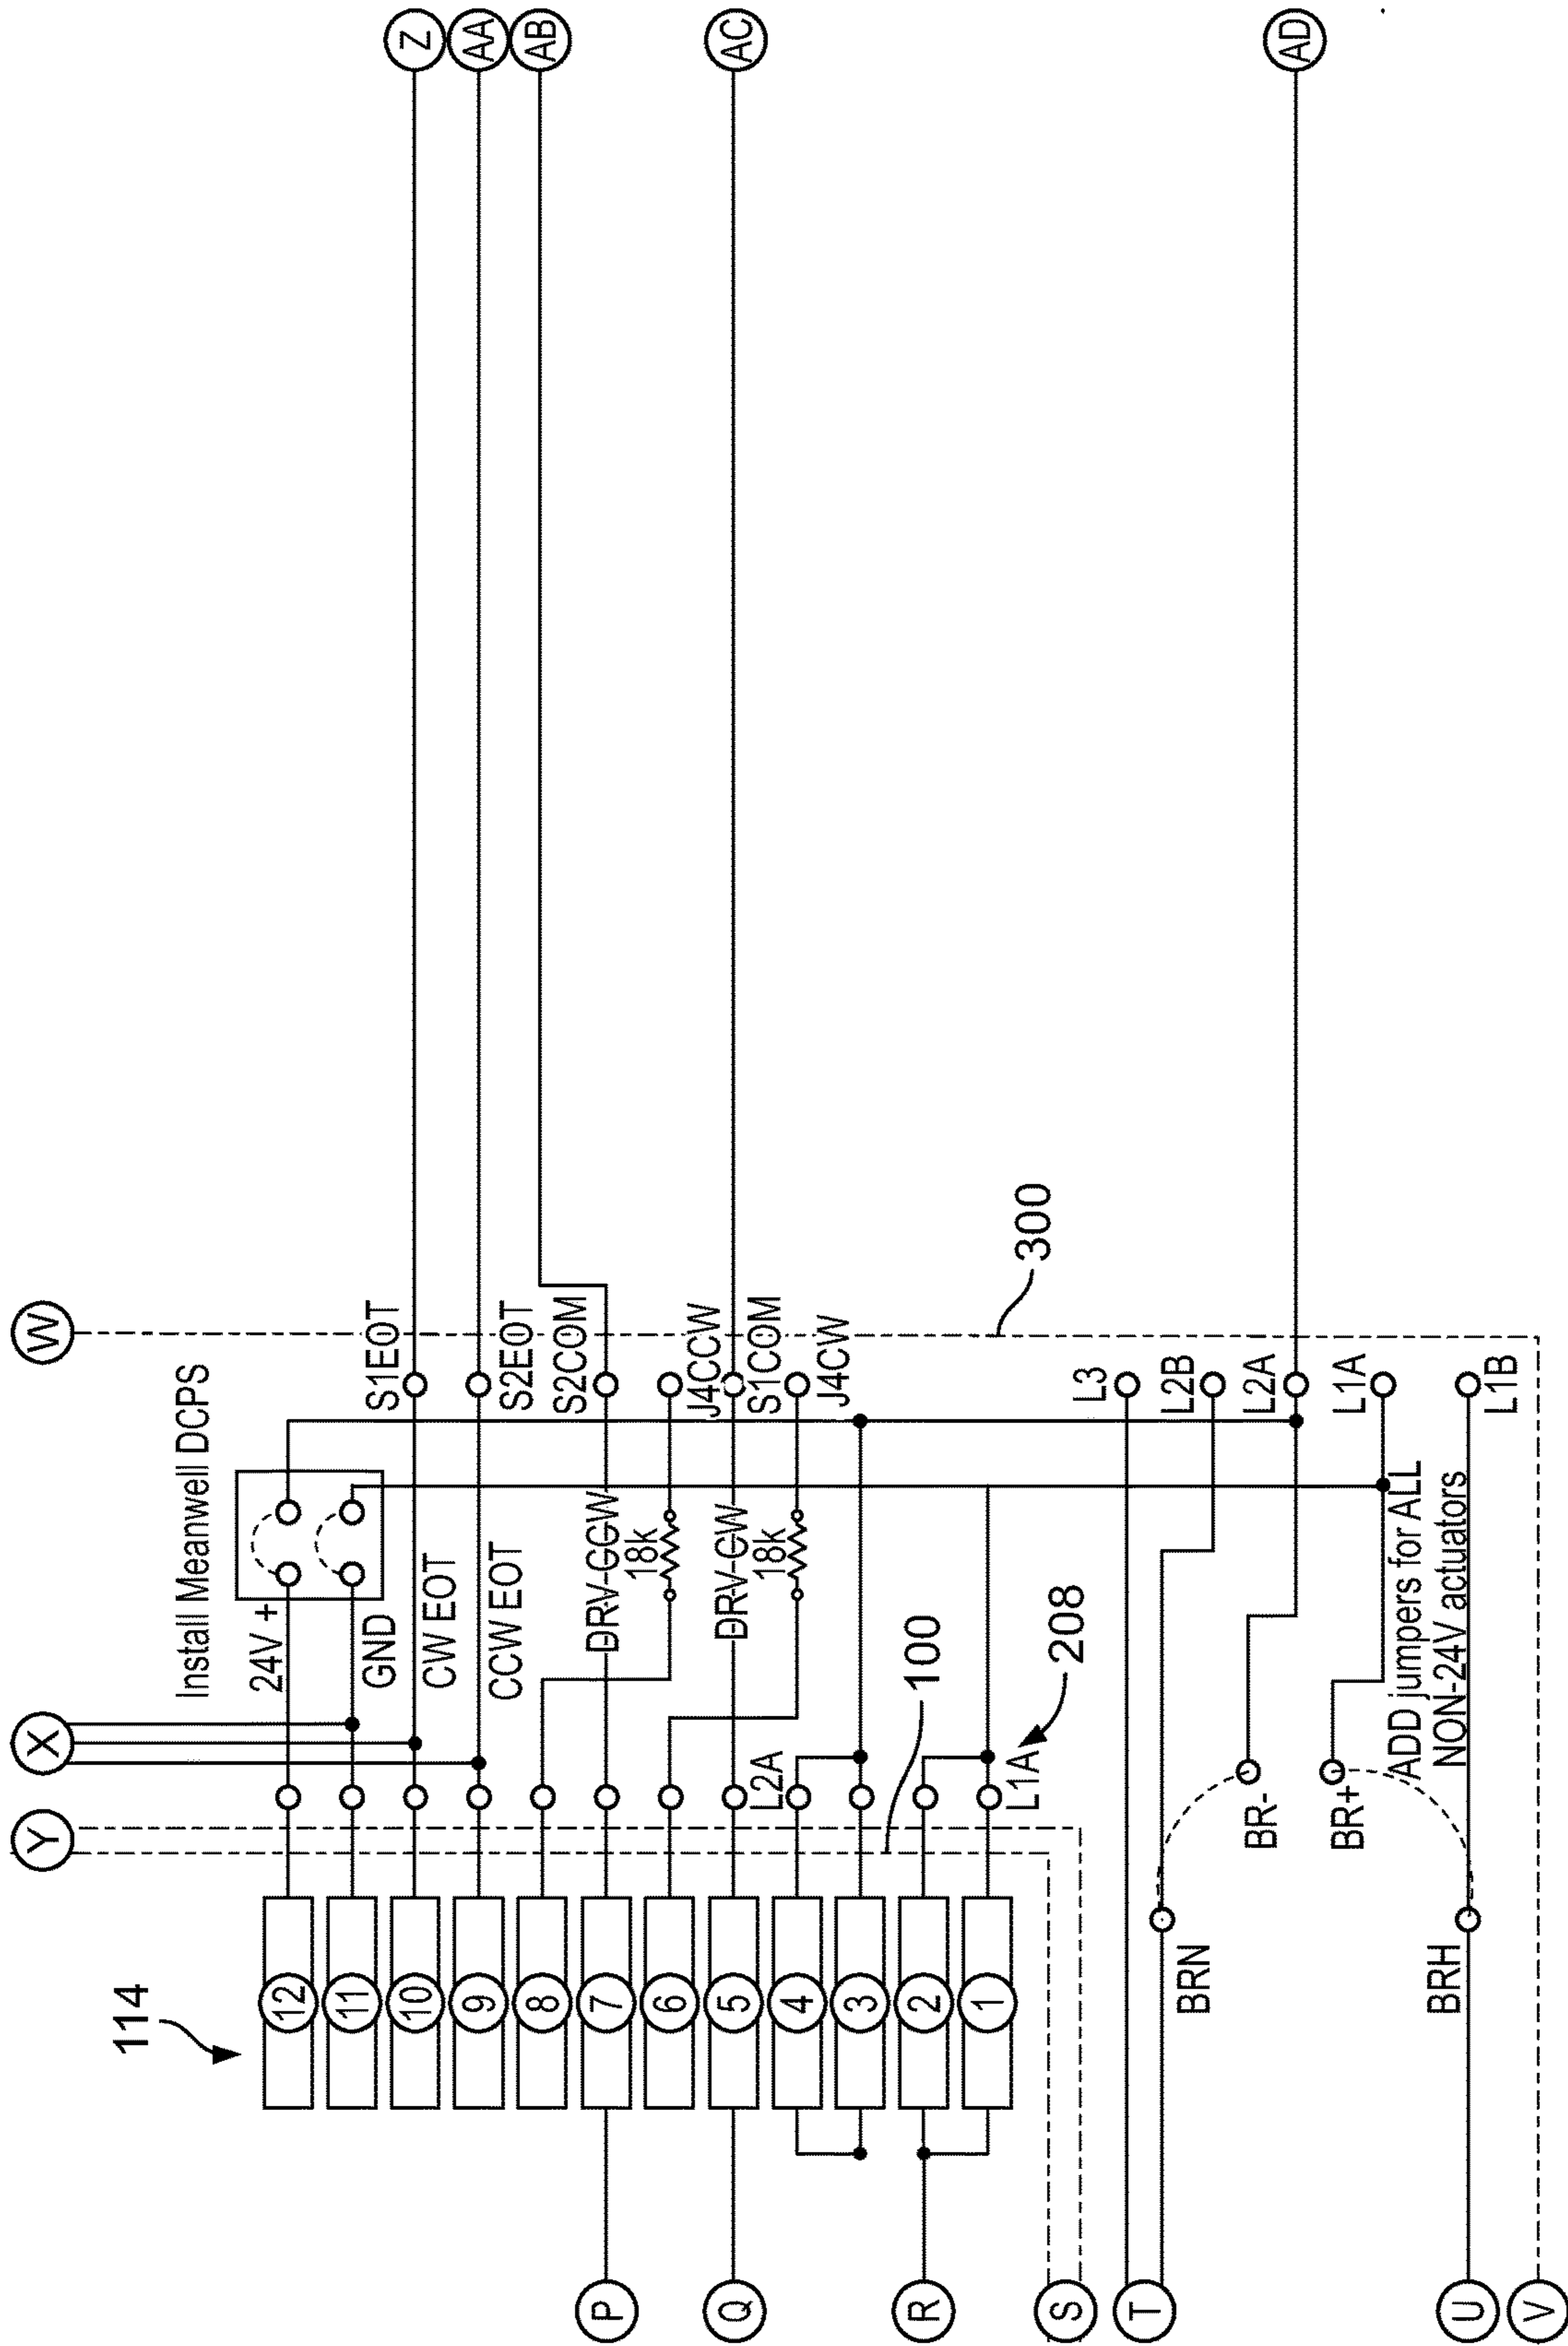 Z
AA
AB
AC
AD
W
X
Y
300
Install Meanwell DCPS
S1EOT
S2EOT
S2COM
J4CCW
S1COM
J4CW
L3
L2B
L2A
L1A
L1B
24V +
GND
CW EOT
CCW EOT
DRV-CCW
18k
DRV-CW
18k
100
208
L2A
L1A
ADD jumpers for ALL
NON-24V actuators
BR-
BR+
BRN
BRH
114
12
11
10
9
8
7
6
5
4
3
2
1
P
Q
R
S
T
U
V